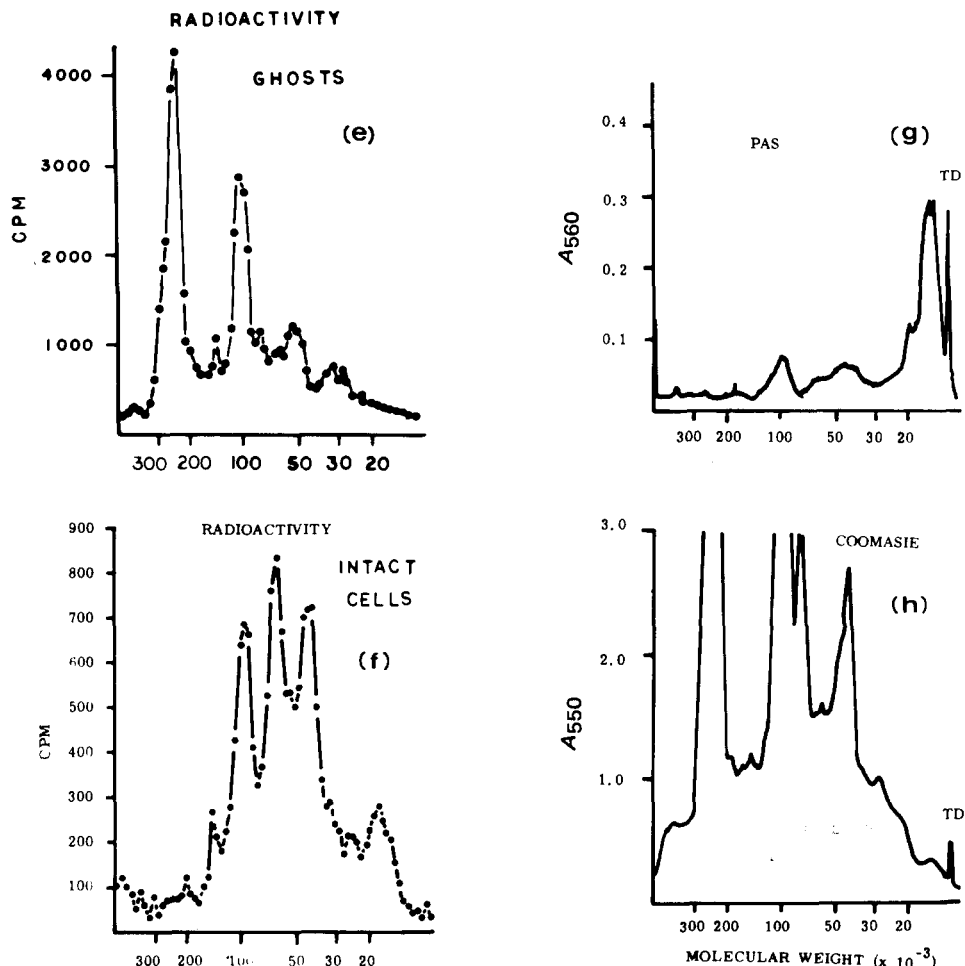 RADIOACTIVITY
GHOSTS
(e)
CPM
4000
3000
2000
1000
300 200 100 50 30 20
PAS
(g)
TD
A560
0.4
0.3
0.2
0.1
300 200 100 50 30 20
RADIOACTIVITY
INTACT
CELLS
(f)
CPM
900
800
700
600
500
400
300
200
100
300 200 100 50 30 20
COOMASIE
(h)
TD
A550
3.0
2.0
1.0
300 200 100 50 30 20
MOLECULAR WEIGHT (x 10⁻³)